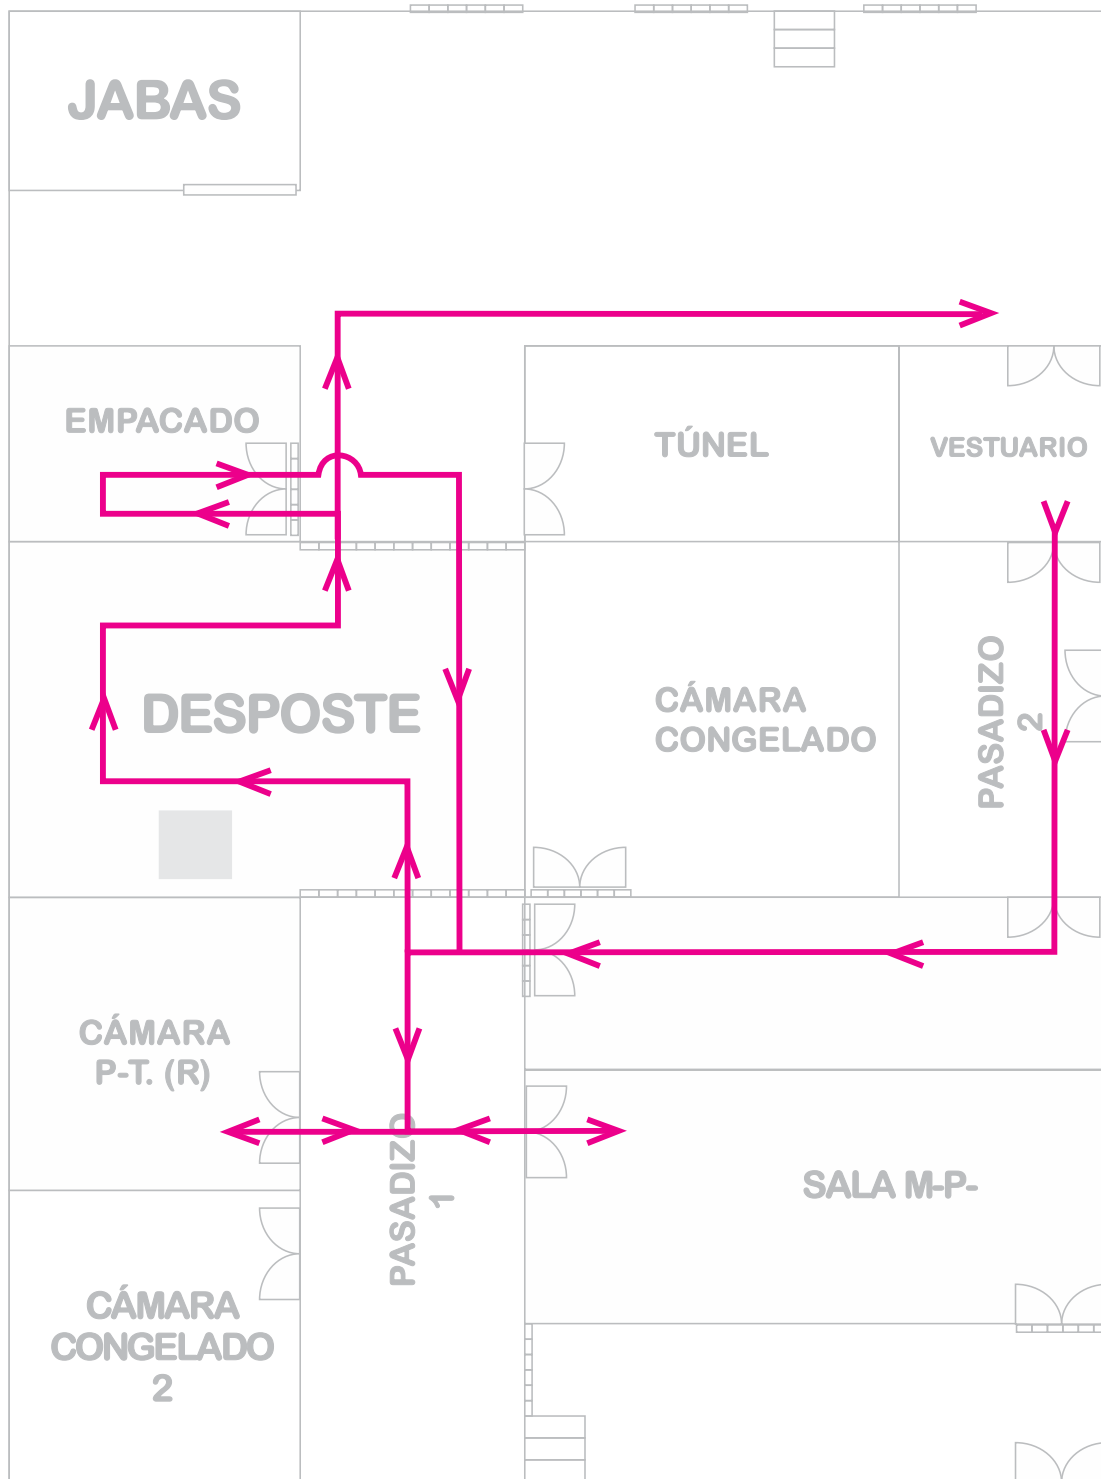 JABAS
EMPACADO
TÚNEL
VESTUARIO
DESPOSTE
CÁMARA
CONGELADO
PASADIZO
2
CÁMARA
P-T. (R)
PASADIZO
1
SALA M-P-
CÁMARA
CONGELADO
2